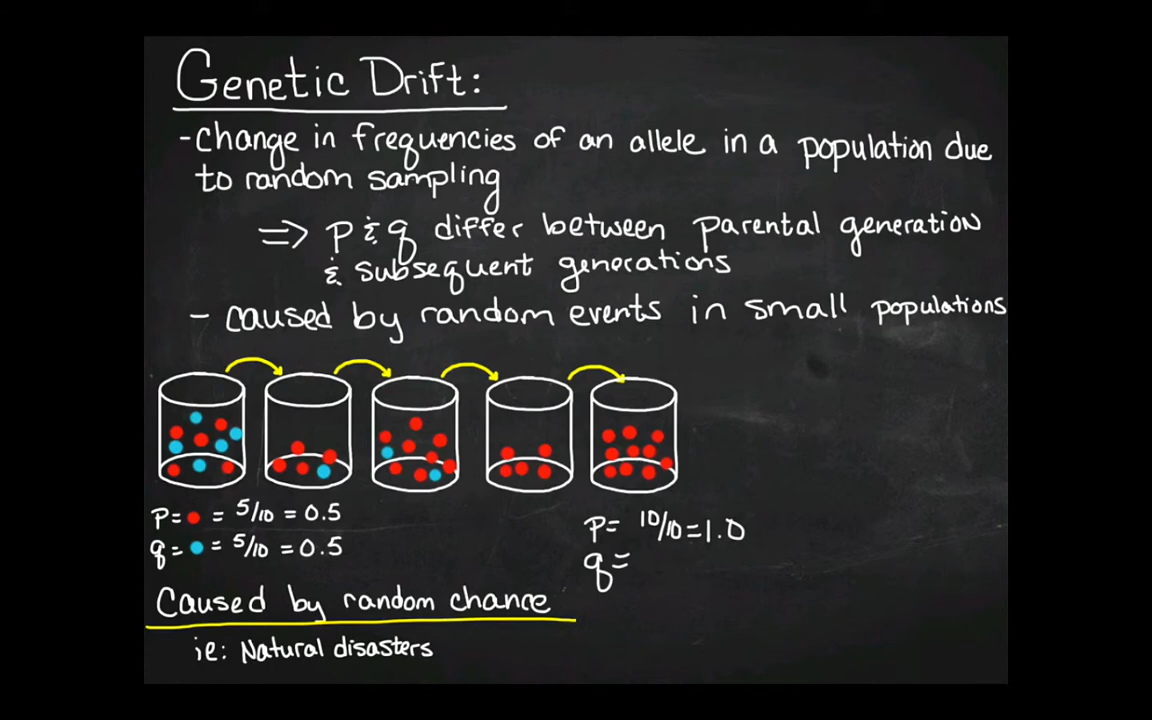 Genetic Drift:
-change in frequencies of an allele in a population due
to random sampling
⇒ p & q differ between parental generation
& subsequent generations
- caused by random events in small populations
p= = 5/10 = 0.5
q= = 5/10 = 0.5
p= 10/10=1.0
q=
Caused by random chance
ie: Natural disasters